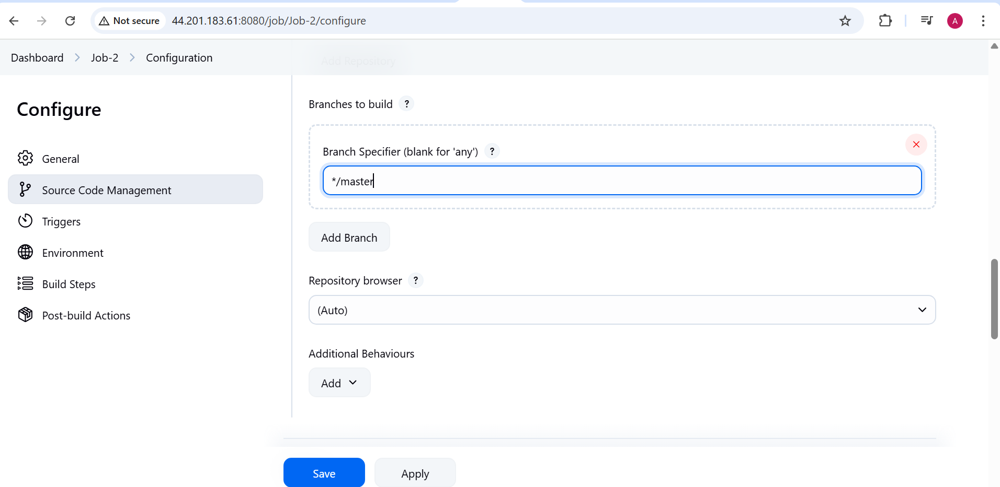 Not secure 44.201.183.61:8080/job/Job-2/configure A
Dashboard Job-2 Configuration
Add Repository
Configure
General
Source Code Management
Triggers
Environment
Build Steps
Post-build Actions
Branches to build ?
Branch Specifier (blank for 'any') ?
*/master
Add Branch
Repository browser ?
(Auto)
Additional Behaviours
Add
Save Apply